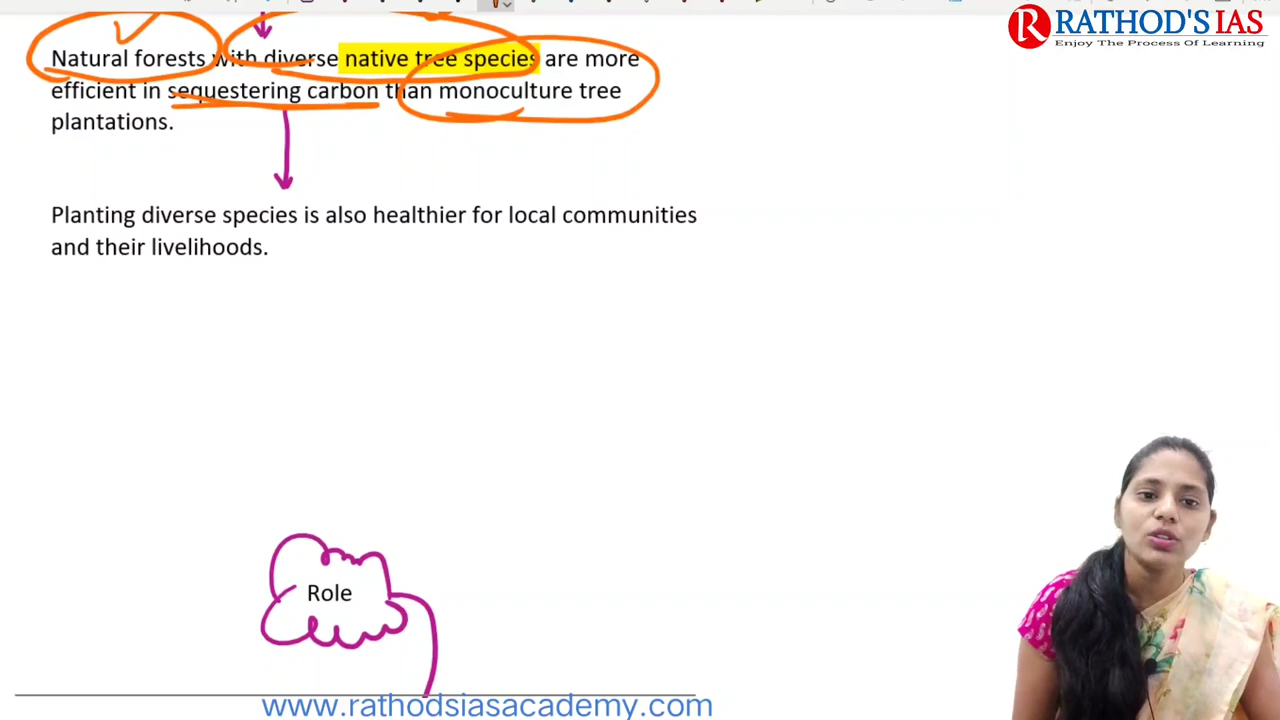 RATHOD'S IAS
Enjoy The Process Of Learning
Natural forests with diverse native tree species are more
efficient in sequestering carbon than monoculture tree
plantations.
Planting diverse species is also healthier for local communities
and their livelihoods.
Role
www.rathodsiasacademy.com